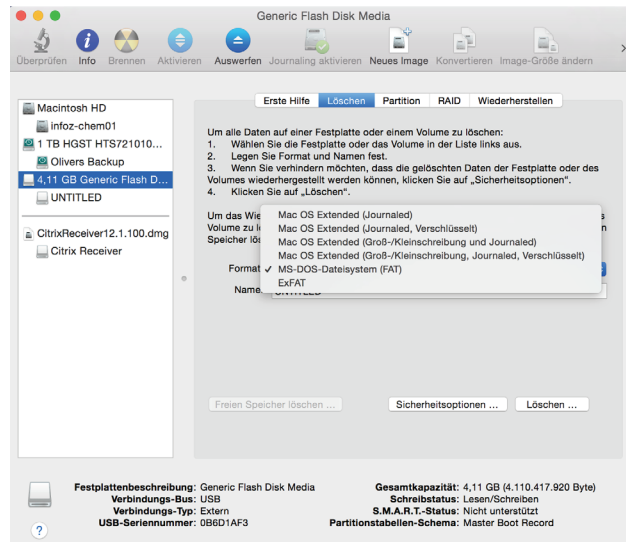 Generic Flash Disk Media
Überprüfen Info Brennen Aktivieren Auswerfen Journaling aktivieren Neues Image Konvertieren Image-Größe ändern
Macintosh HD
infoz-chem01
1 TB HGST HTS721010...
Olivers Backup
4,11 GB Generic Flash D...
UNTITLED
CitrixReceiver12.1.100.dmg
Citrix Receiver
Erste Hilfe Löschen Partition RAID Wiederherstellen
Um alle Daten auf einer Festplatte oder einem Volume zu löschen:
1. Wählen Sie die Festplatte oder das Volume in der Liste links aus.
2. Legen Sie Format und Namen fest.
3. Wenn Sie verhindern möchten, dass die gelöschten Daten der Festplatte oder des
Volumes wiederhergestellt werden können, klicken Sie auf „Sicherheitsoptionen“.
4. Klicken Sie auf „Löschen“.
Um das Wie
Volume zu l
Speicher lös
Mac OS Extended (Journaled)
Mac OS Extended (Journaled, Verschlüsselt)
Mac OS Extended (Groß-/Kleinschreibung und Journaled)
Mac OS Extended (Groß-/Kleinschreibung, Journaled, Verschlüsselt)
Format ✓ MS-DOS-Dateisystem (FAT)
ExFAT
Name: UNTITLED
Freien Speicher löschen ... Sicherheitsoptionen ... Löschen ...
Festplattenbeschreibung: Generic Flash Disk Media
Verbindungs-Bus: USB
Verbindungs-Typ: Extern
USB-Seriennummer: 0B6D1AF3
Gesamtkapazität: 4,11 GB (4.110.417.920 Byte)
Schreibstatus: Lesen/Schreiben
S.M.A.R.T.-Status: Nicht unterstützt
Partitionstabellen-Schema: Master Boot Record
?